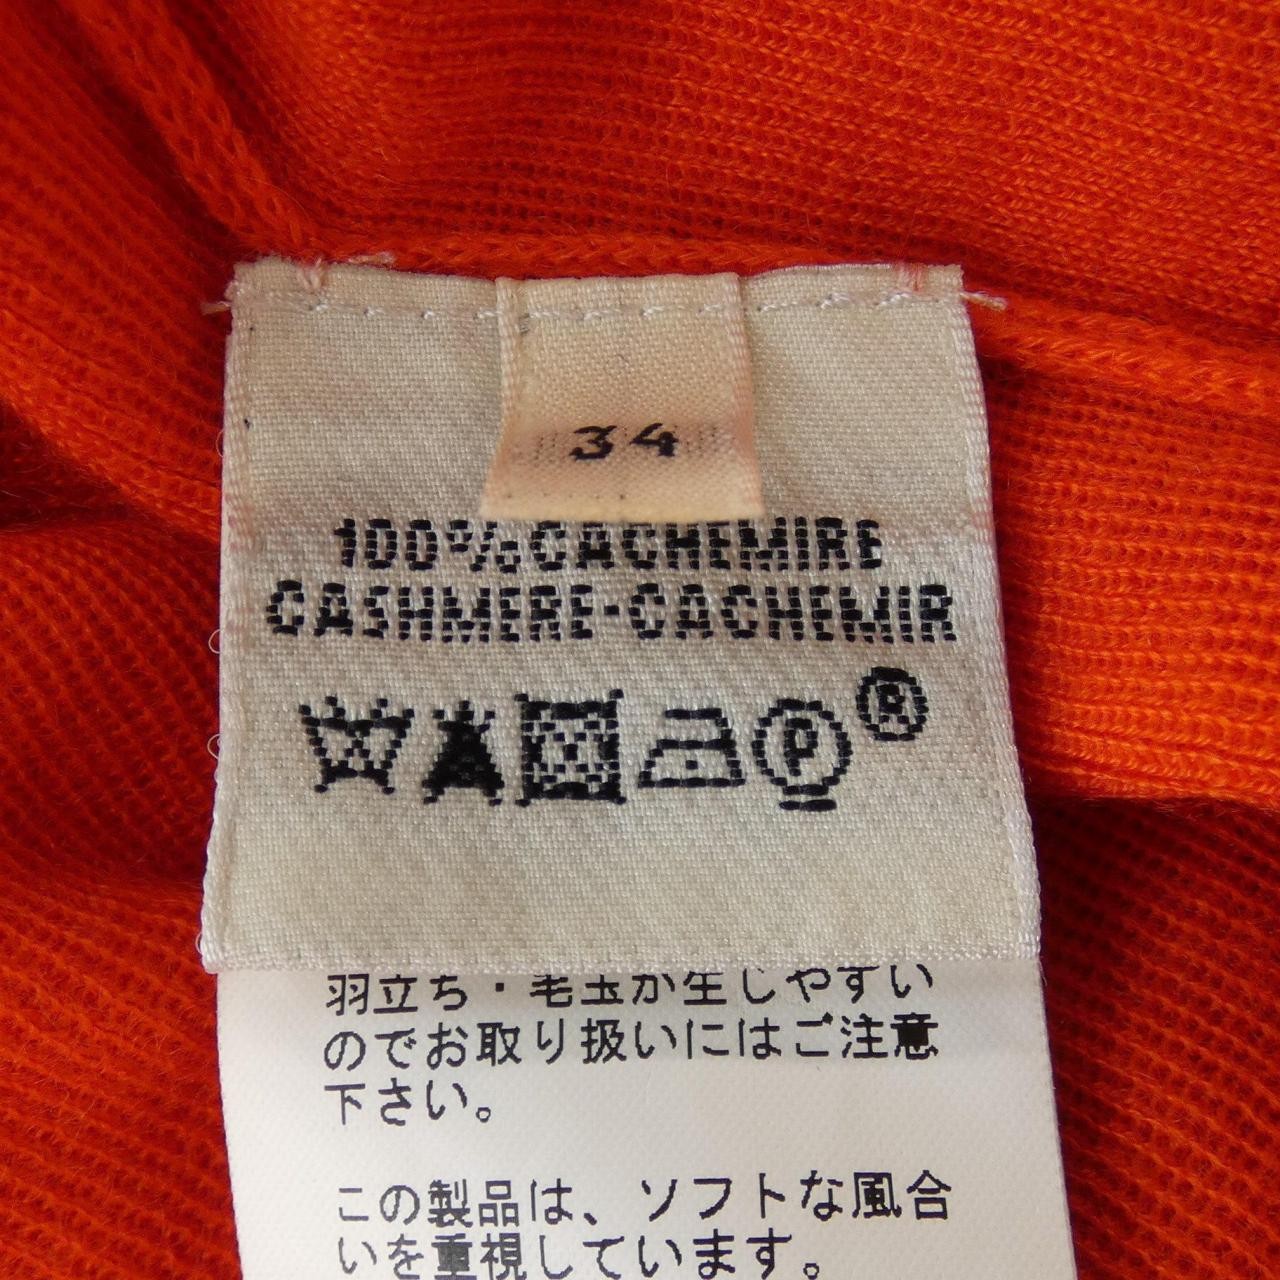 34
100% CACHEMIRE
CASHMERE-CACHEMIR
P ®
羽立ち・毛玉が生じやすい
のでお取り扱いにはご注意
下さい。
この製品は、ソフトな風合
いを重視しています。